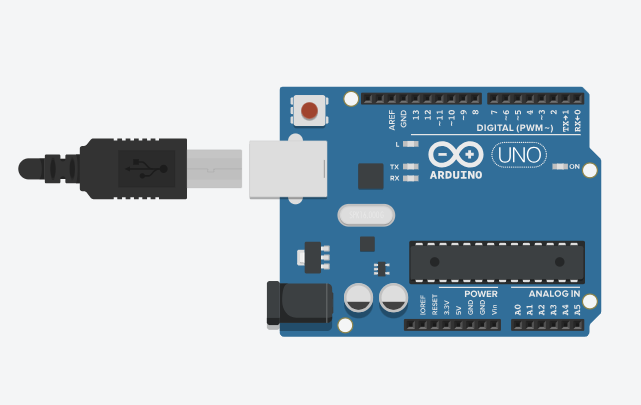 AREF
GND
13
12
~11
~10
~9
8
7
~6
~5
4
~3
2
TX→1
RX←0
DIGITAL (PWM~)
L
TX
RX
UNO
ARDUINO
ON
POWER
ANALOG IN
IOREF
RESET
3.3V
5V
GND
GND
Vin
A0
A1
A2
A3
A4
A5